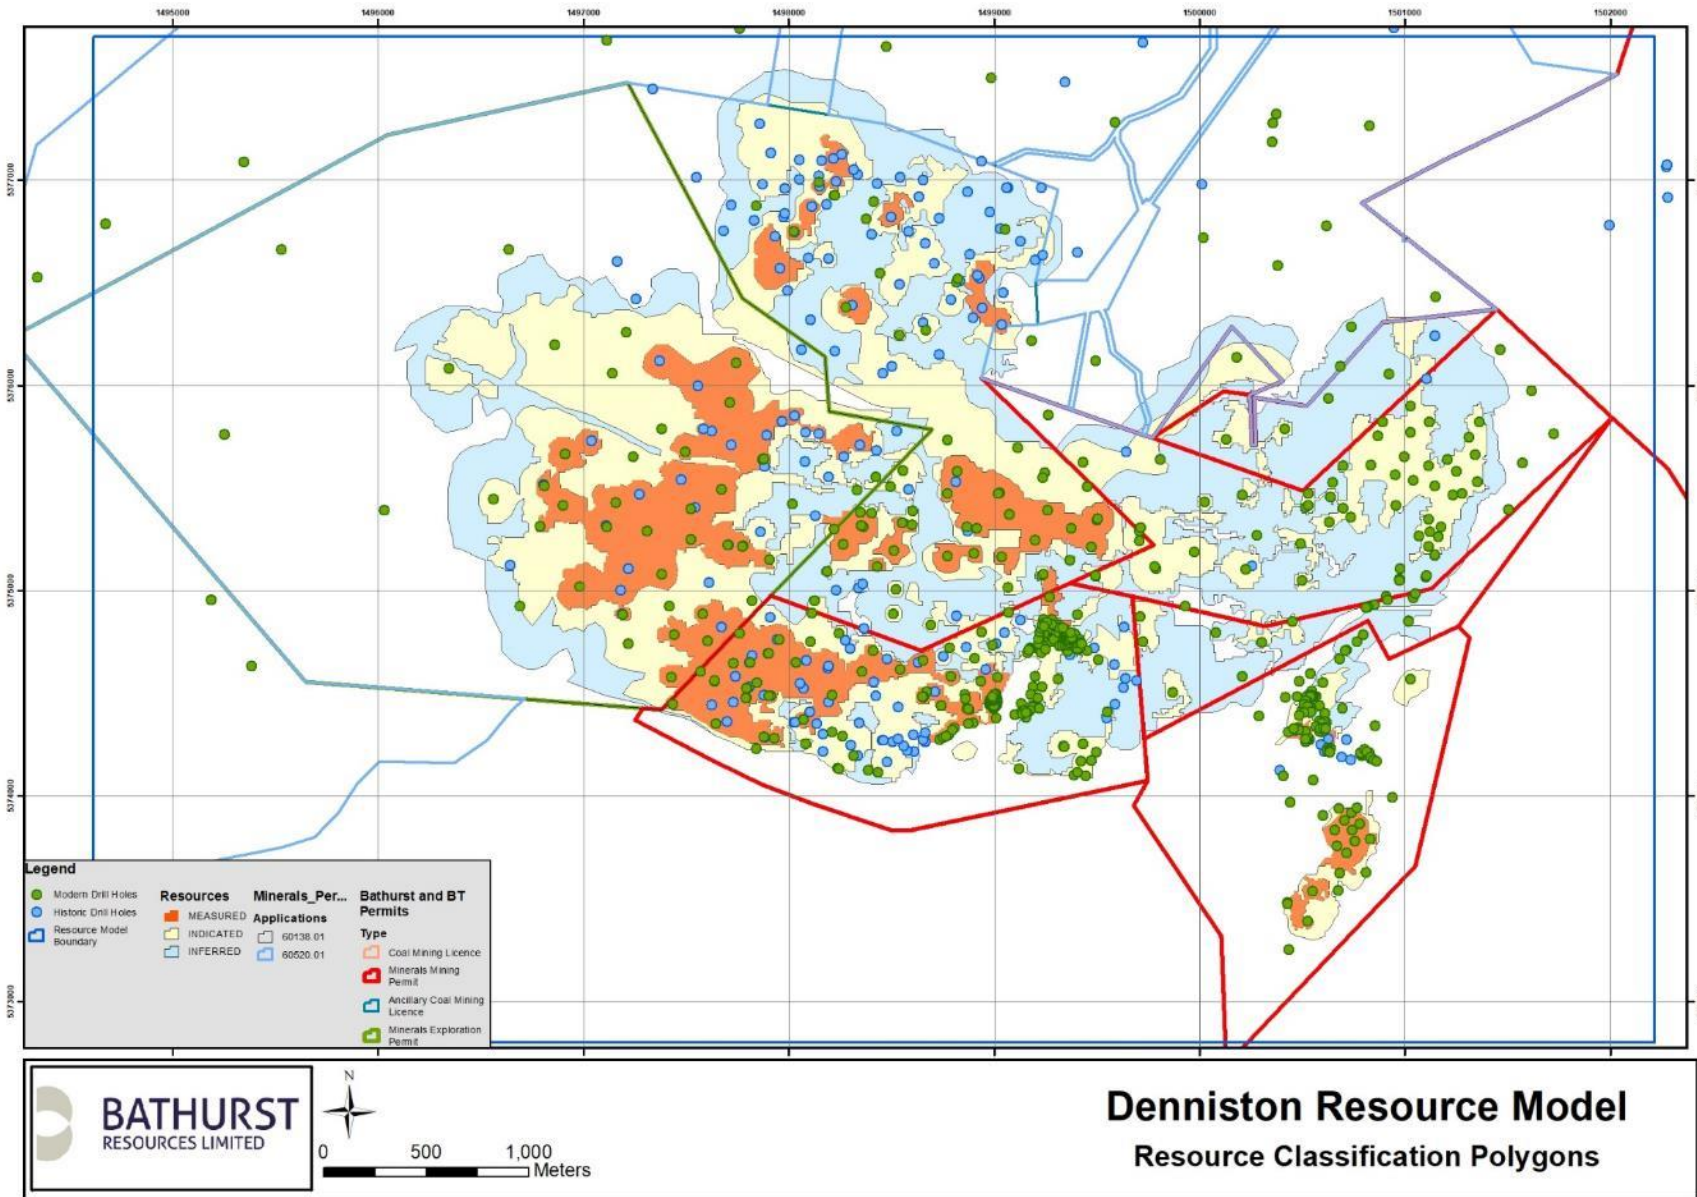 1495000 1496000 1497000 1498000 1499000 1500000 1501000 1502000
5377000
5376000
5375000
5374000
5373000
Legend
Modern Drill Holes
Historic Drill Holes
Resource Model
Boundary
Resources
MEASURED
INDICATED
INFERRED
Minerals_Per...
Applications
60138.01
60520.01
Bathurst and BT
Permits
Type
Coal Mining Licence
Minerals Mining
Permit
Ancillary Coal Mining
Licence
Minerals Exploration
Permit
BATHURST
RESOURCES LIMITED
N
0 500 1,000
Meters
Denniston Resource Model
Resource Classification Polygons